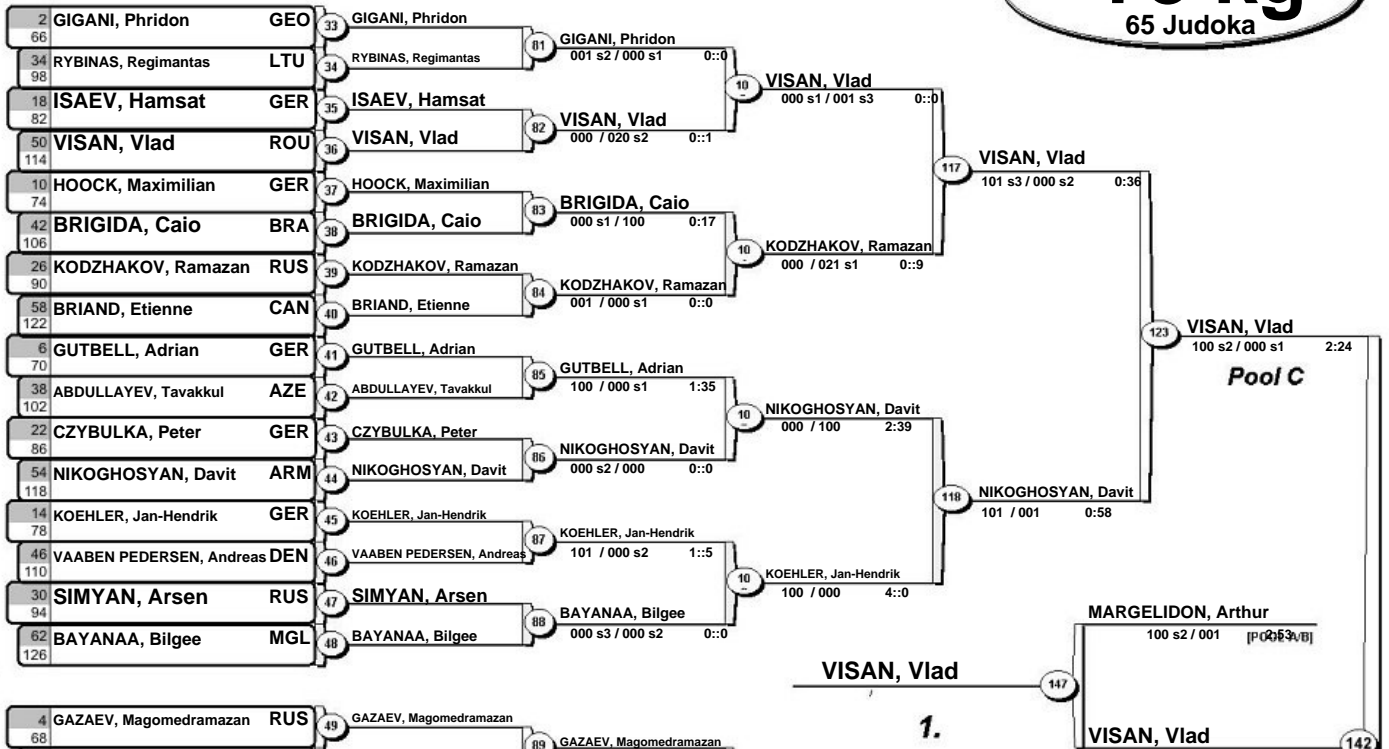 65 Judoka
2 GIGANI, Phridon GEO
66
34 RYBINAS, Regimantas LTU
98
18 ISAEV, Hamsat GER
82
50 VISAN, Vlad ROU
114
10 HOOCK, Maximilian GER
74
42 BRIGIDA, Caio BRA
106
26 KODZHAKOV, Ramazan RUS
90
58 BRIAND, Etienne CAN
122
6 GUTBELL, Adrian GER
70
38 ABDULLAYEV, Tavakkul AZE
102
22 CZYBULKA, Peter GER
86
54 NIKOGHOSYAN, Davit ARM
118
14 KOEHLER, Jan-Hendrik GER
78
46 VAABEN PEDERSEN, Andreas DEN
110
30 SIMYAN, Arsen RUS
94
62 BAYANAA, Bilgee MGL
126
4 GAZAEV, Magomedramazan RUS
68
33 GIGANI, Phridon
34 RYBINAS, Regimantas
35 ISAEV, Hamsat
36 VISAN, Vlad
37 HOOCK, Maximilian
38 BRIGIDA, Caio
39 KODZHAKOV, Ramazan
40 BRIAND, Etienne
41 GUTBELL, Adrian
42 ABDULLAYEV, Tavakkul
43 CZYBULKA, Peter
44 NIKOGHOSYAN, Davit
45 KOEHLER, Jan-Hendrik
46 VAABEN PEDERSEN, Andreas
47 SIMYAN, Arsen
48 BAYANAA, Bilgee
49 GAZAEV, Magomedramazan
81 GIGANI, Phridon
001 s2 / 000 s1 0::0
82 VISAN, Vlad
000 / 020 s2 0::1
83 BRIGIDA, Caio
000 s1 / 100 0:17
84 KODZHAKOV, Ramazan
001 / 000 s1 0::0
85 GUTBELL, Adrian
100 / 000 s1 1:35
86 NIKOGHOSYAN, Davit
000 s2 / 000 0::0
87 KOEHLER, Jan-Hendrik
101 / 000 s2 1::5
88 BAYANAA, Bilgee
000 s3 / 000 s2 0::0
89 GAZAEV, Magomedramazan
10 VISAN, Vlad
000 s1 / 001 s3 0::0
10 KODZHAKOV, Ramazan
000 / 021 s1 0::9
10 NIKOGHOSYAN, Davit
000 / 100 2:39
10 KOEHLER, Jan-Hendrik
100 / 000 4::0
117 VISAN, Vlad
101 s3 / 000 s2 0:36
118 NIKOGHOSYAN, Davit
101 / 001 0:58
123 VISAN, Vlad
100 s2 / 000 s1 2:24
Pool C
MARGELIDON, Arthur
100 s2 / 001 2:53
VISAN, Vlad 147
/
1.
VISAN, Vlad 142